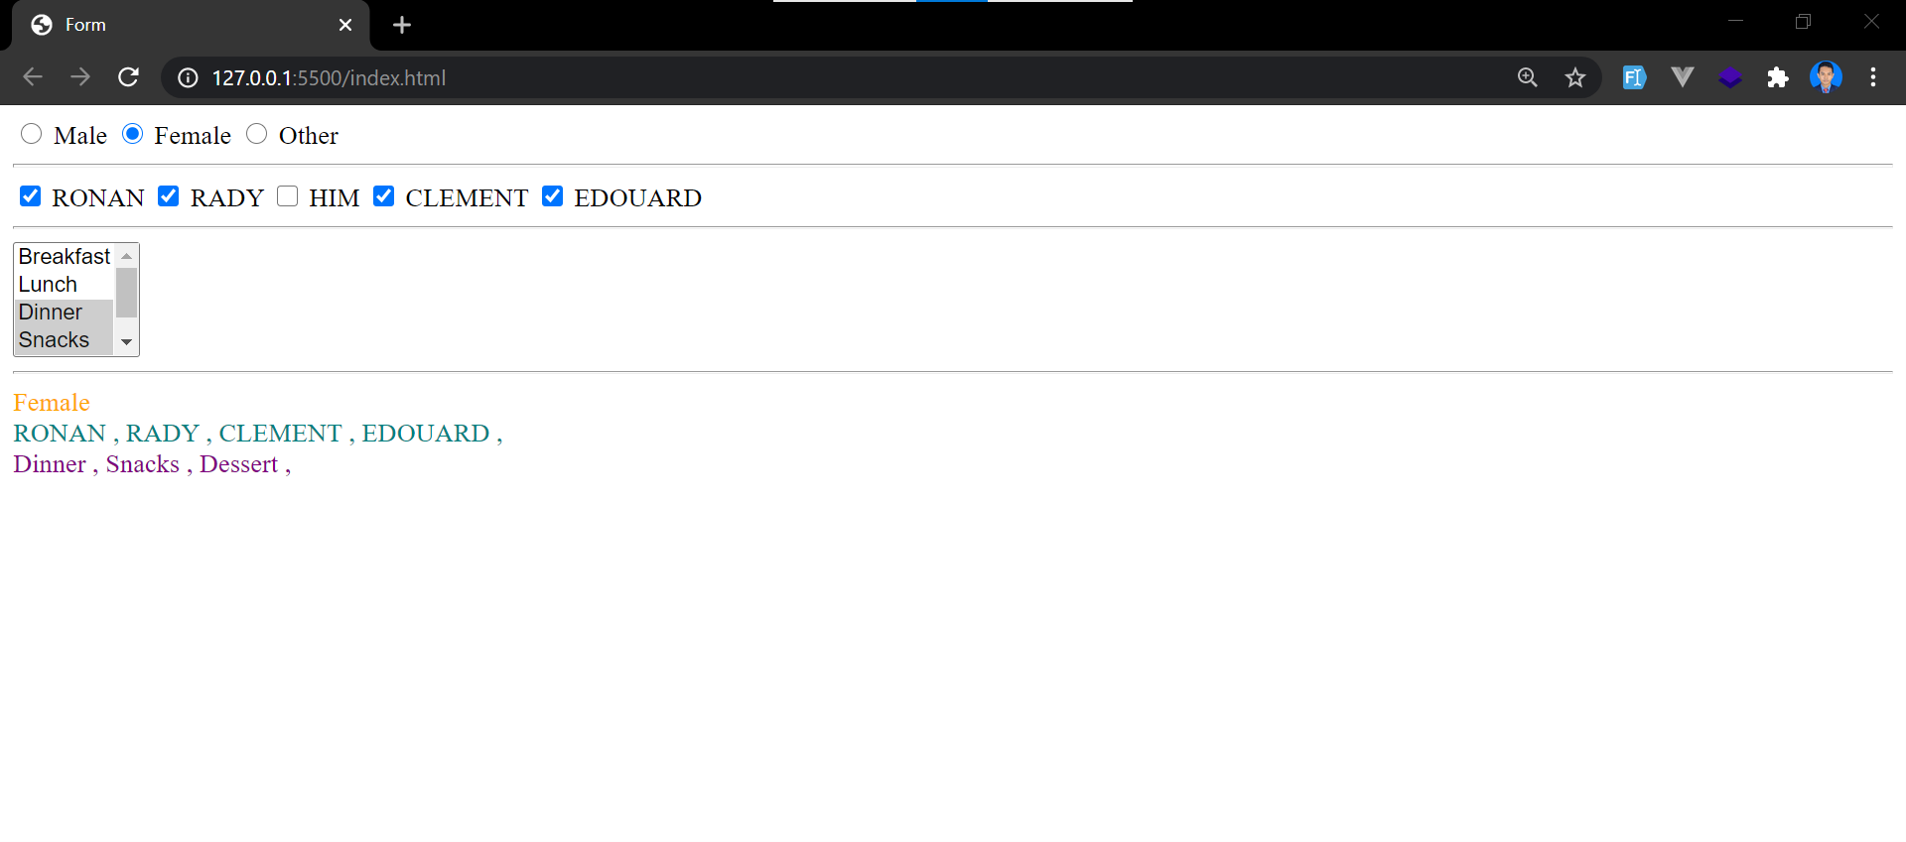 Form
127.0.0.1:5500/index.html
Male Female Other
RONAN RADY HIM CLEMENT EDOUARD
Breakfast
Lunch
Dinner
Snacks
Female
RONAN , RADY , CLEMENT , EDOUARD ,
Dinner , Snacks , Dessert ,